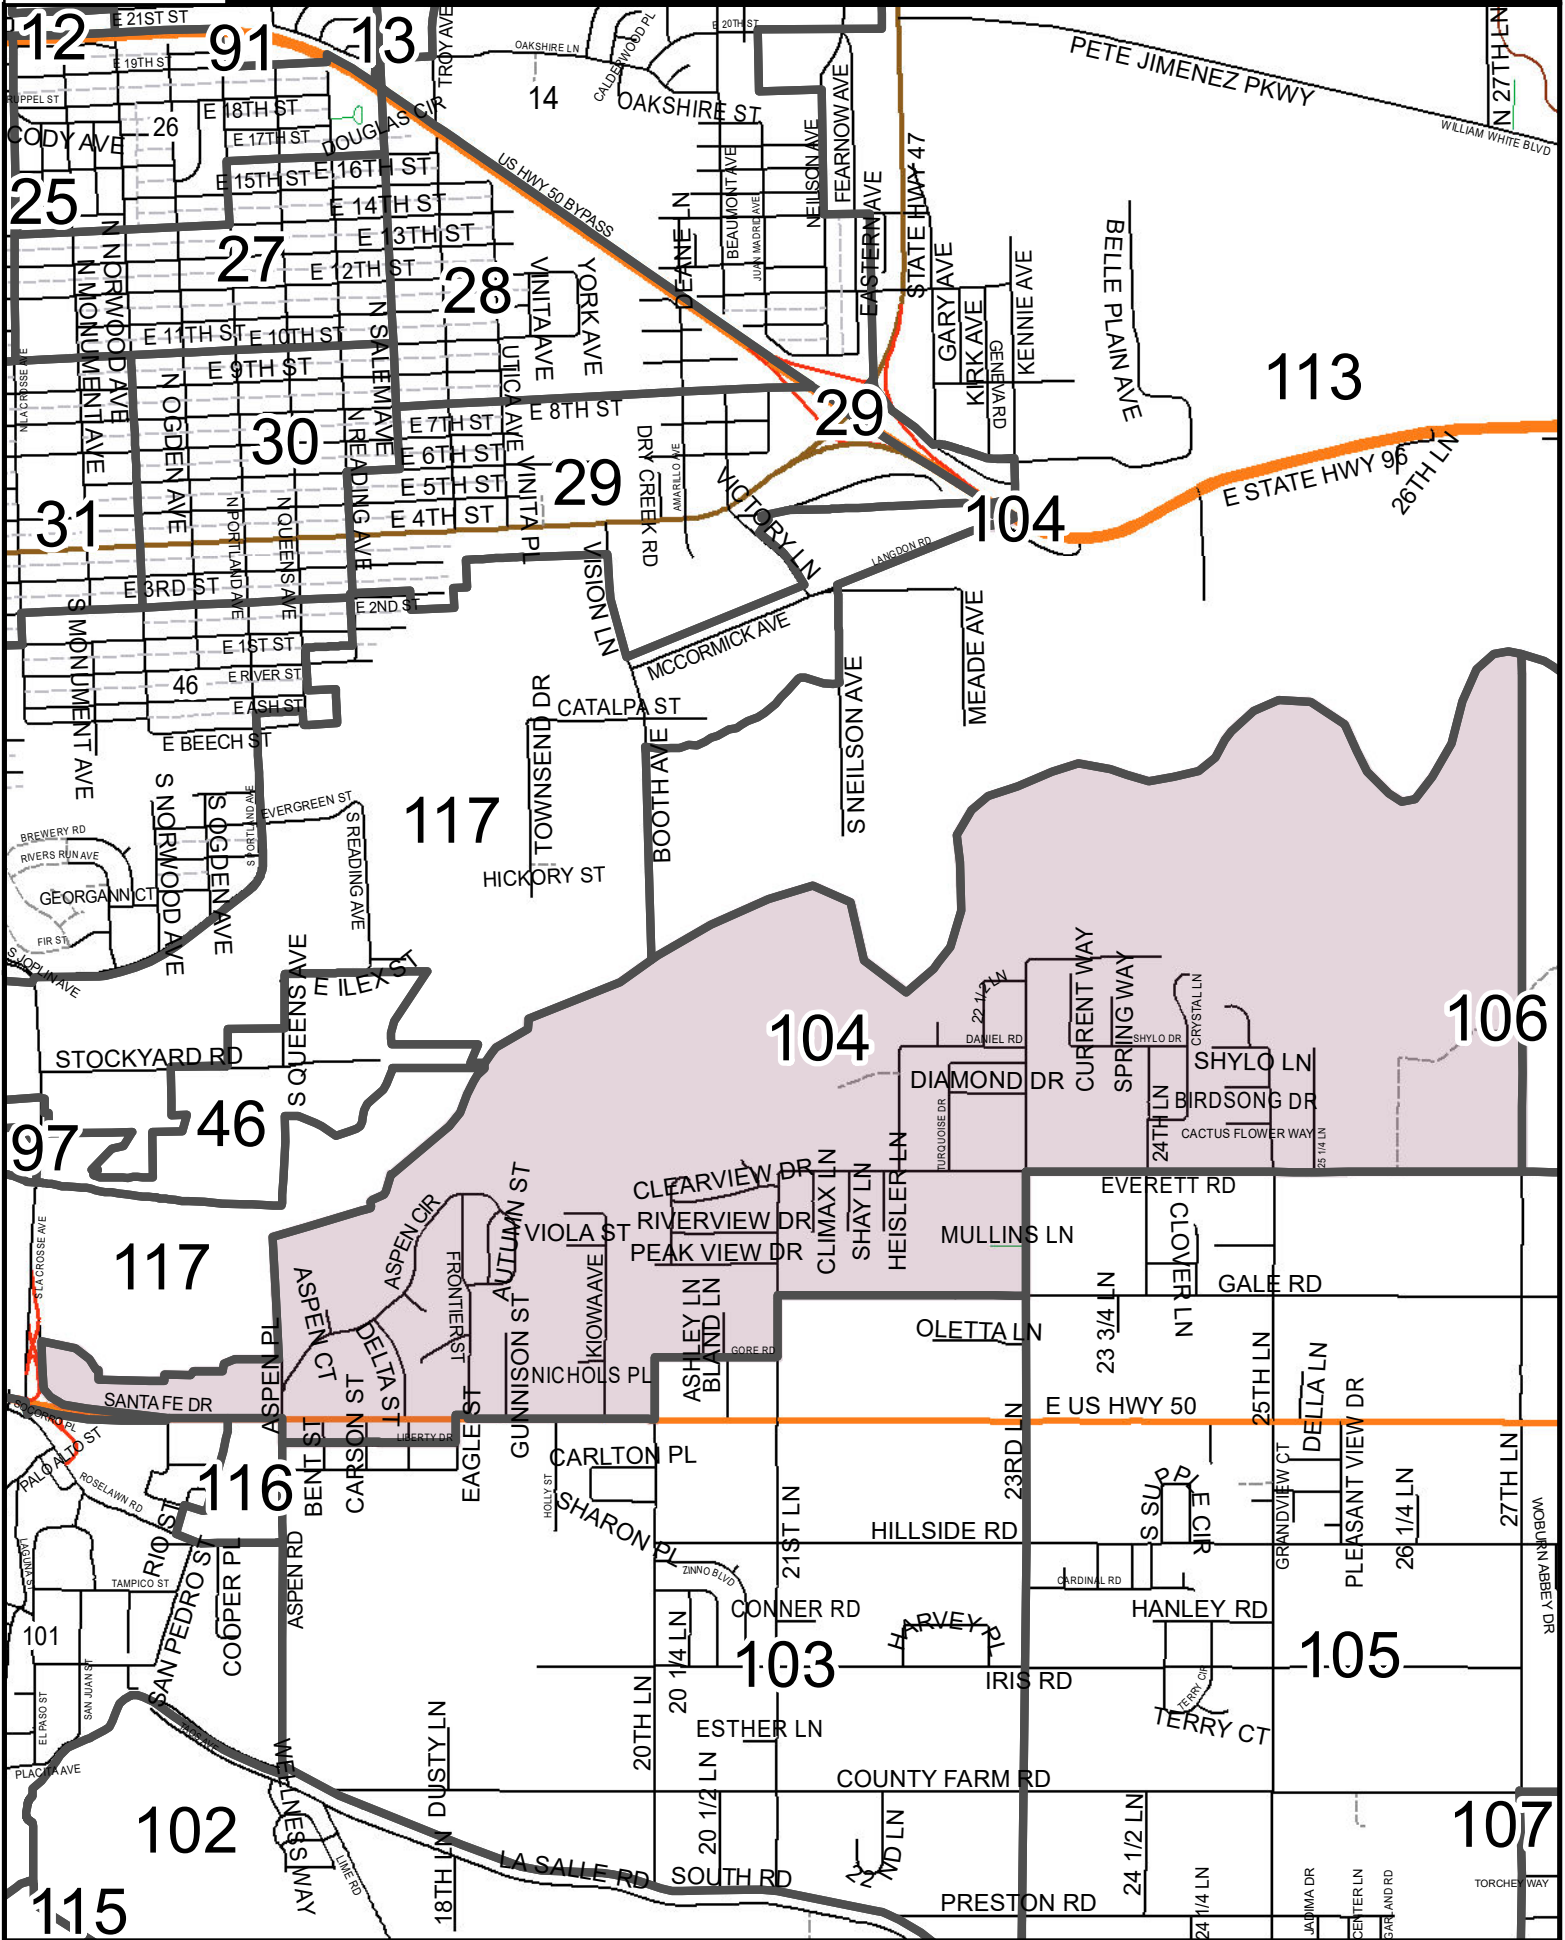 12
E 21ST ST
91
13
TROY AVE
OAKSHIRE LN
CALDERWOOD PL
E 20TH ST
PETE JIMENEZ PKWY
N 27TH LN
E 19TH ST
RUPPEL ST
E 18TH ST
14
OAKSHIRE ST
WILLIAM WHITE BLVD
CODY AVE
26
E 17TH ST
DOUGLAS CIR
US HWY 50 BYPASS
NEILSON AVE
FEARNOW AVE
STATE HWY 47
E 16TH ST
E 15TH ST
25
E 14TH ST
E 13TH ST
E 12TH ST
27
28
N NORWOOD AVE
N MONUMENT AVE
N SALEM AVE
VINITA AVE
YORK AVE
DEANE LN
BEAUMONT AVE
JUAN MADRID AVE
EASTERN AVE
GARY AVE
KIRK AVE
GENEVA RD
KENNIE AVE
BELLE PLAIN AVE
E 11TH ST
E 10TH ST
E 9TH ST
N LA CROSSE AVE
113
29
E 8TH ST
E 7TH ST
N OGDEN AVE
30
N READING AVE
UTICA AVE
E 6TH ST
E 5TH ST
E 4TH ST
VINITA PL
29
DRY CREEK RD
AMARILLO AVE
VICTORY LN
E STATE HWY 96
26TH LN
31
N PORTLAND AVE
N QUEENS AVE
104
LANGDON RD
E 3RD ST
E 2ND ST
VISION LN
MCCORMICK AVE
MEADE AVE
S MONUMENT AVE
E 1ST ST
E RIVER ST
46
E ASH ST
E BEECH ST
TOWNSEND DR
CATALPA ST
BOOTH AVE
S NEILSON AVE
117
S NORWOOD AVE
S OGDEN AVE
S PORTLAND AVE
EVERGREEN ST
S READING AVE
BREWERY RD
RIVERS RUN AVE
GEORGANN CT
HICKORY ST
FIR ST
S JOPLIN AVE
S QUEENS AVE
E ILEX ST
STOCKYARD RD
104
22 1/2 LN
CURRENT WAY
SPRING WAY
CRYSTAL LN
106
DANIEL RD
SHYLO DR
SHYLO LN
DIAMOND DR
BIRDSONG DR
TURQUOISE DR
24TH LN
CACTUS FLOWER WAY
25 1/4 LN
46
97
CLEARVIEW DR
EVERETT RD
RIVERVIEW DR
CLIMAX LN
SHAY LN
HEISLER LN
MULLINS LN
CLOVER LN
ASPEN CIR
AUTUMN ST
VIOLA ST
PEAK VIEW DR
S LA CROSSE AVE
117
FRONTIER ST
KIOWA AVE
23 3/4 LN
GALE RD
ASPEN CT
DELTA ST
GUNNISON ST
ASHLEY LN
BLAND LN
GORE RD
OLETTA LN
NICHOLS PL
25TH LN
DELLA LN
PLEASANT VIEW DR
SANTA FE DR
ASPEN PL
E US HWY 50
SOCORRO PL
BENT ST
CARSON ST
LIBERTY DR
EAGLE ST
CARLTON PL
23RD LN
27TH LN
PALO ALTO ST
ROSELAWN RD
116
HOLLY ST
SHARON PL
21ST LN
HILLSIDE RD
S SUPPLE CIR
GRANDVIEW CT
26 1/4 LN
WOBURN ABBEY DR
RIO ST
LAGUNA ST
TAMPICO ST
SAN PEDRO ST
COOPER PL
ASPEN RD
ZINNO BLVD
CARDINAL RD
CONNER RD
HARVEY PL
HANLEY RD
101
103
IRIS RD
105
20 1/4 LN
20TH LN
EL PASO ST
SAN JUAN ST
TAOS AVE
TERRY CIR
TERRY CT
ESTHER LN
PLACITA AVE
WELLNESS WAY
DUSTY LN
COUNTY FARM RD
102
20 1/2 LN
22 ND LN
24 1/2 LN
107
LIME RD
18TH LN
LA SALLE RD
SOUTH RD
PRESTON RD
24 1/4 LN
JADIMA DR
CENTER LN
GARLAND RD
TORCHEY WAY
115